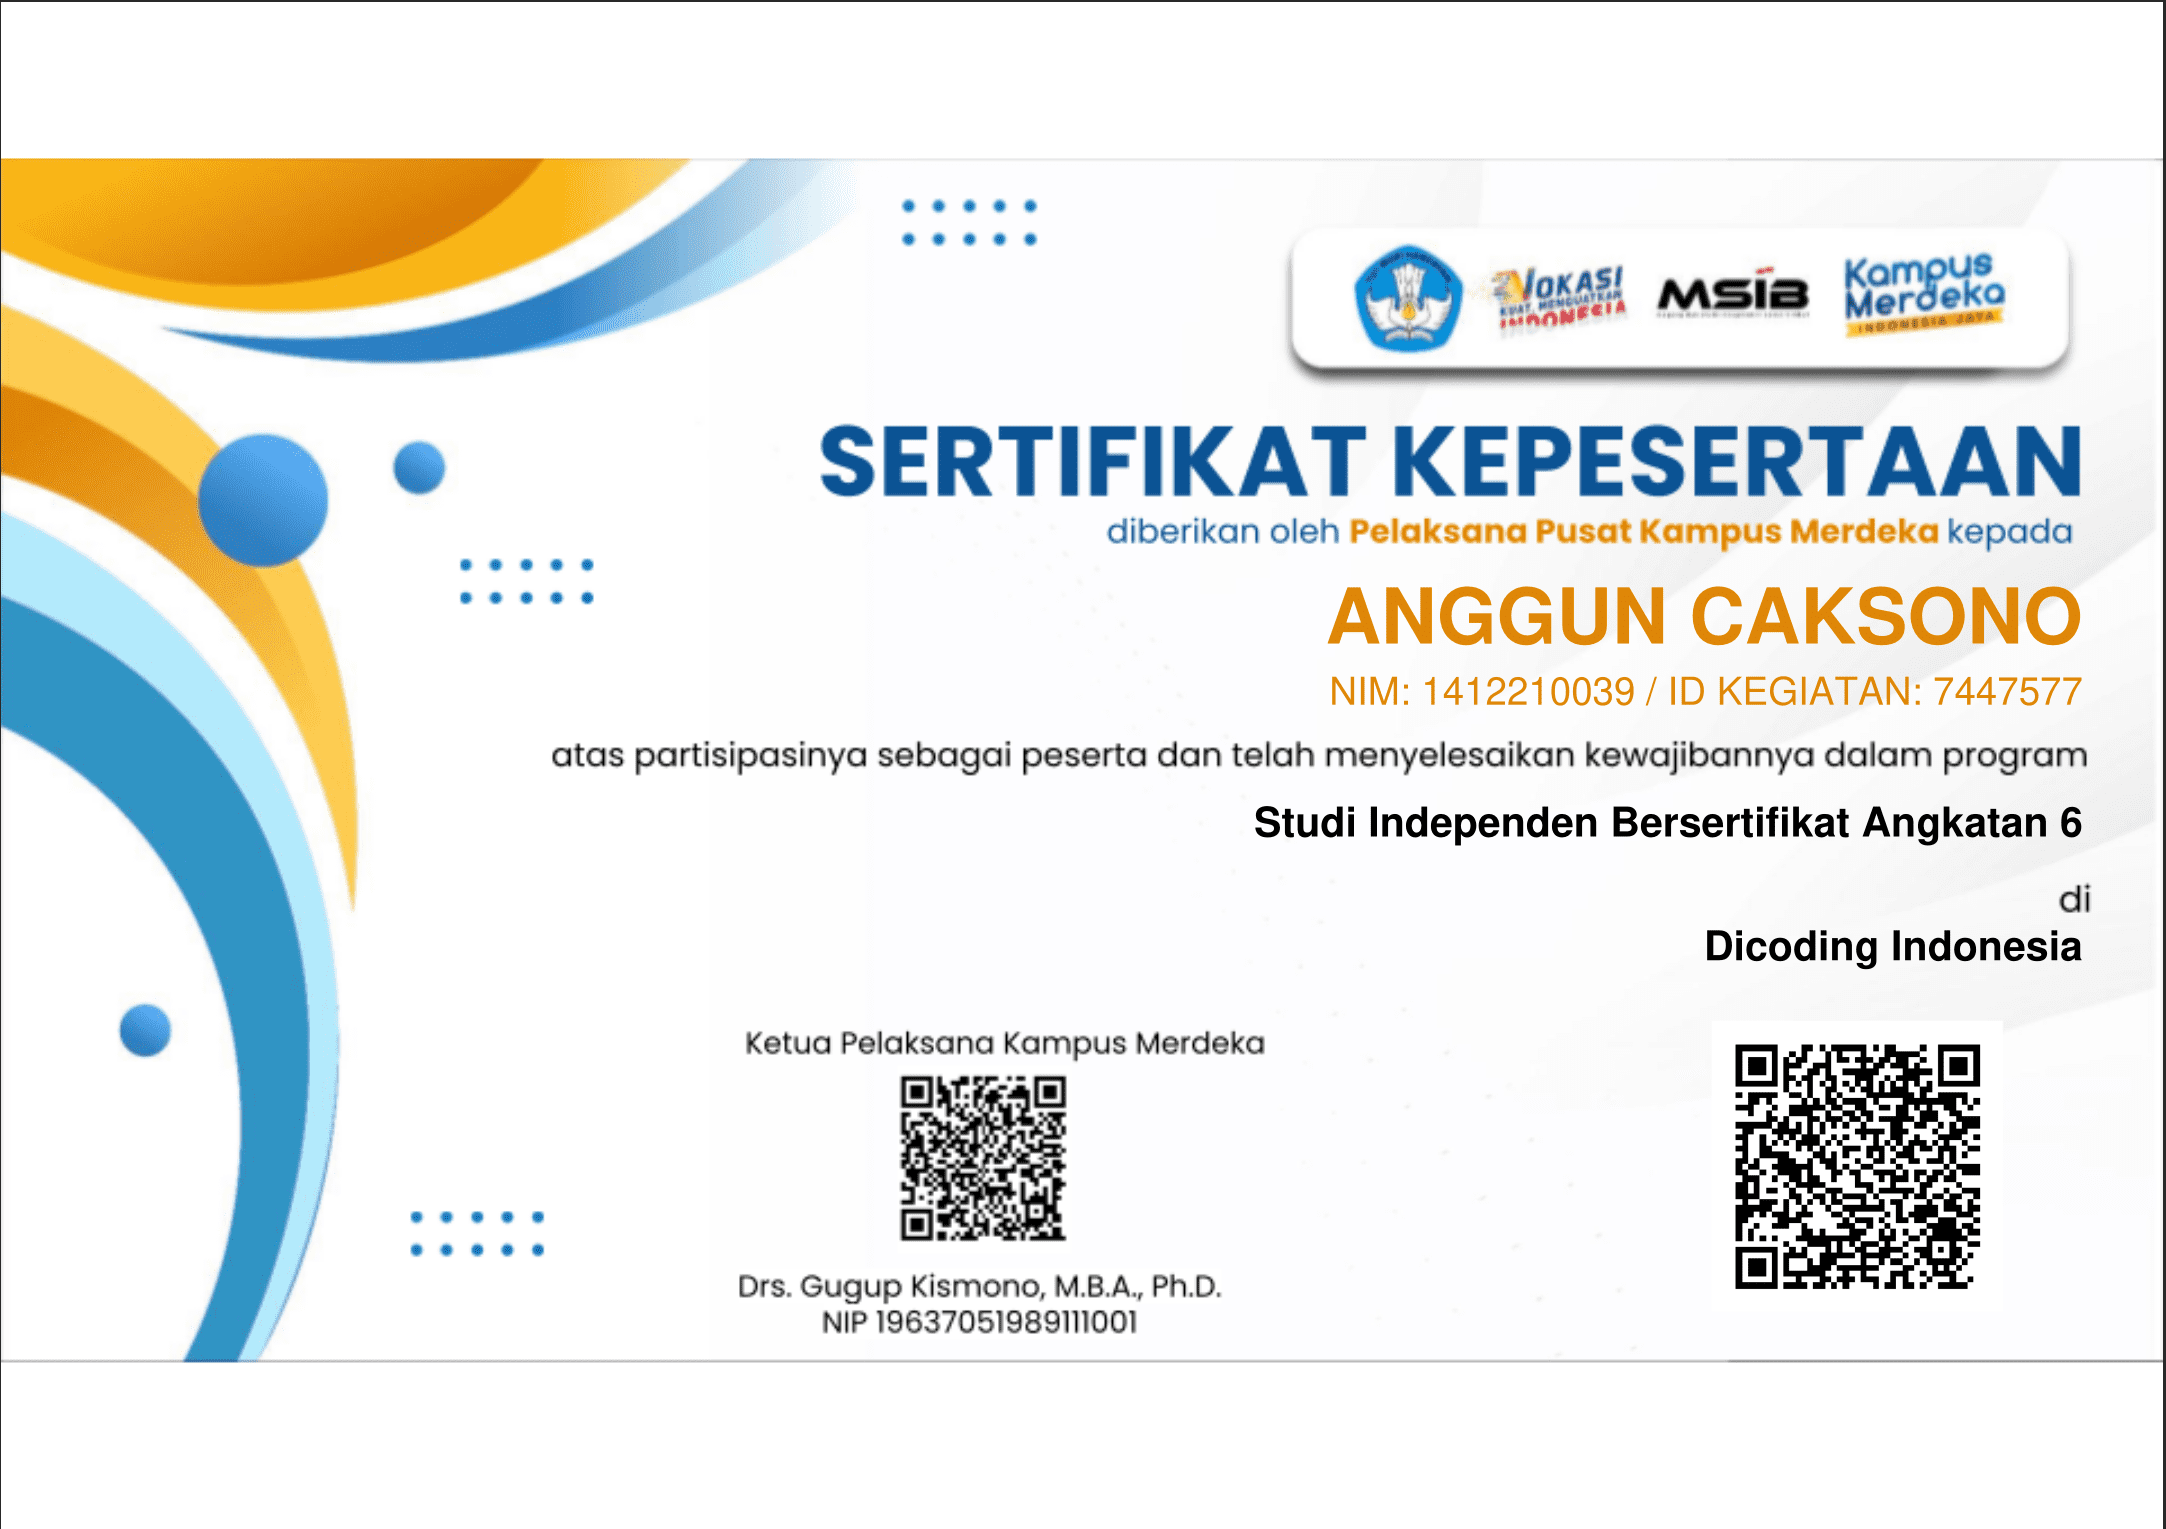 VOKASI
KUAT, MENGUATKAN
INDONESIA
MSIB
Kampus
Merdeka
INDONESIA JAYA
SERTIFIKAT KEPESERTAAN
diberikan oleh Pelaksana Pusat Kampus Merdeka kepada
ANGGUN CAKSONO
NIM: 1412210039 / ID KEGIATAN: 7447577
atas partisipasinya sebagai peserta dan telah menyelesaikan kewajibannya dalam program
Studi Independen Bersertifikat Angkatan 6
di
Dicoding Indonesia
Ketua Pelaksana Kampus Merdeka
Drs. Gugup Kismono, M.B.A., Ph.D.
NIP 19637051989111001